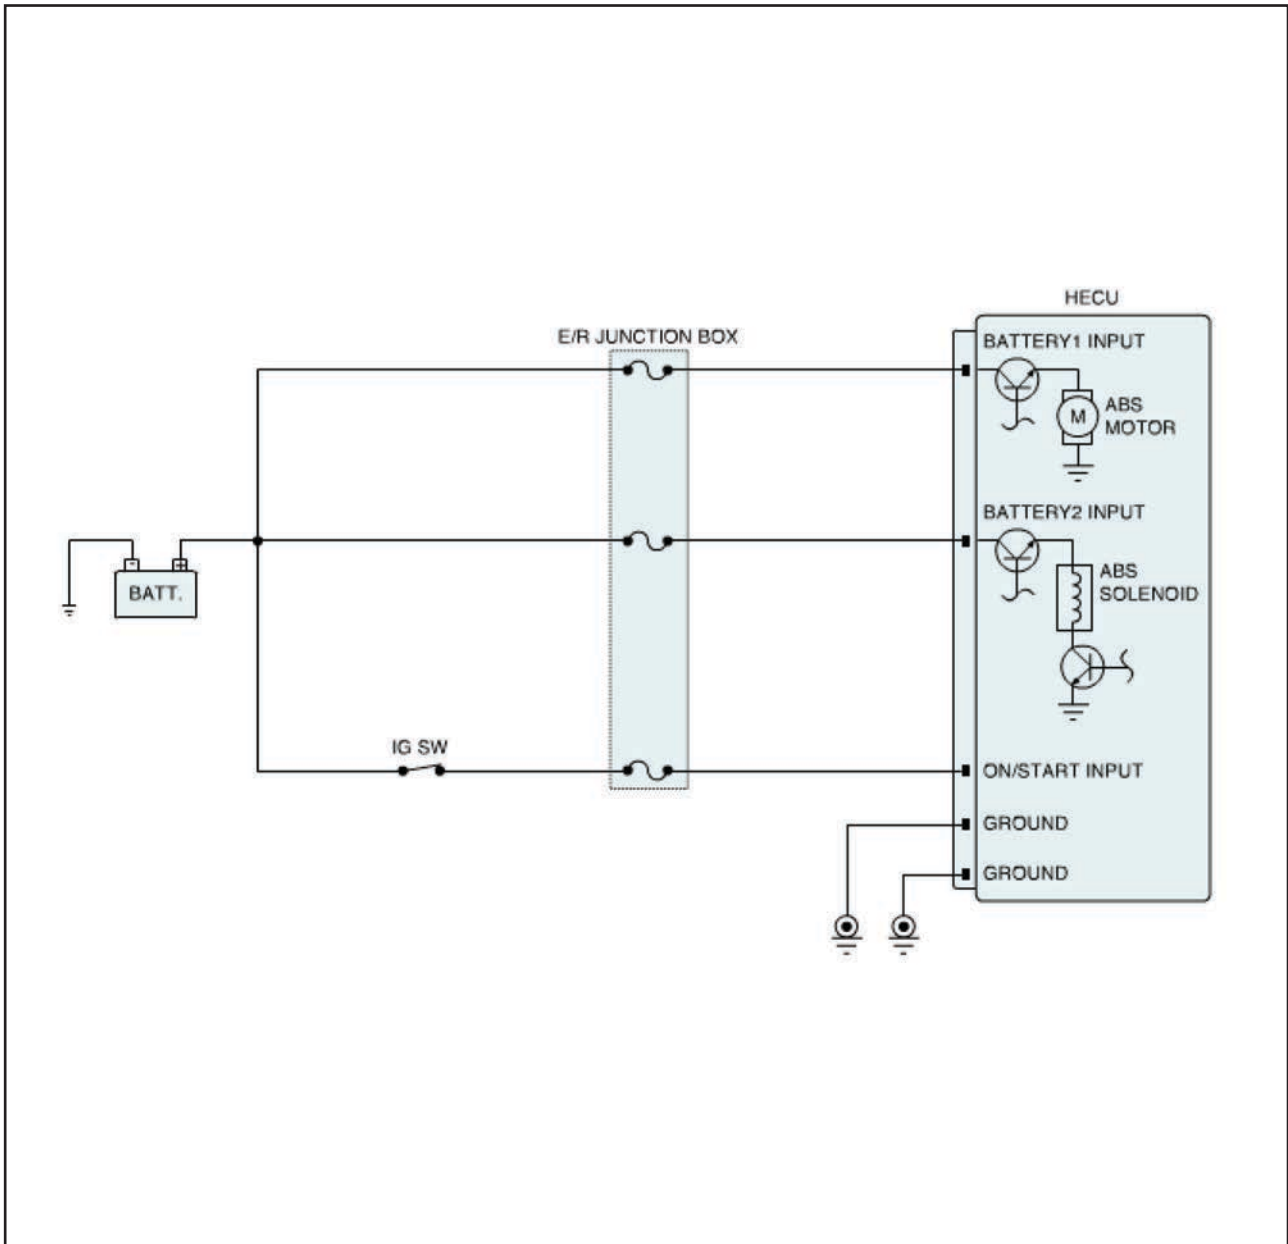 HECU
E/R JUNCTION BOX
BATTERY1 INPUT
M
ABS
MOTOR
BATTERY2 INPUT
- +
BATT.
ABS
SOLENOID
IG SW
ON/START INPUT
GROUND
GROUND